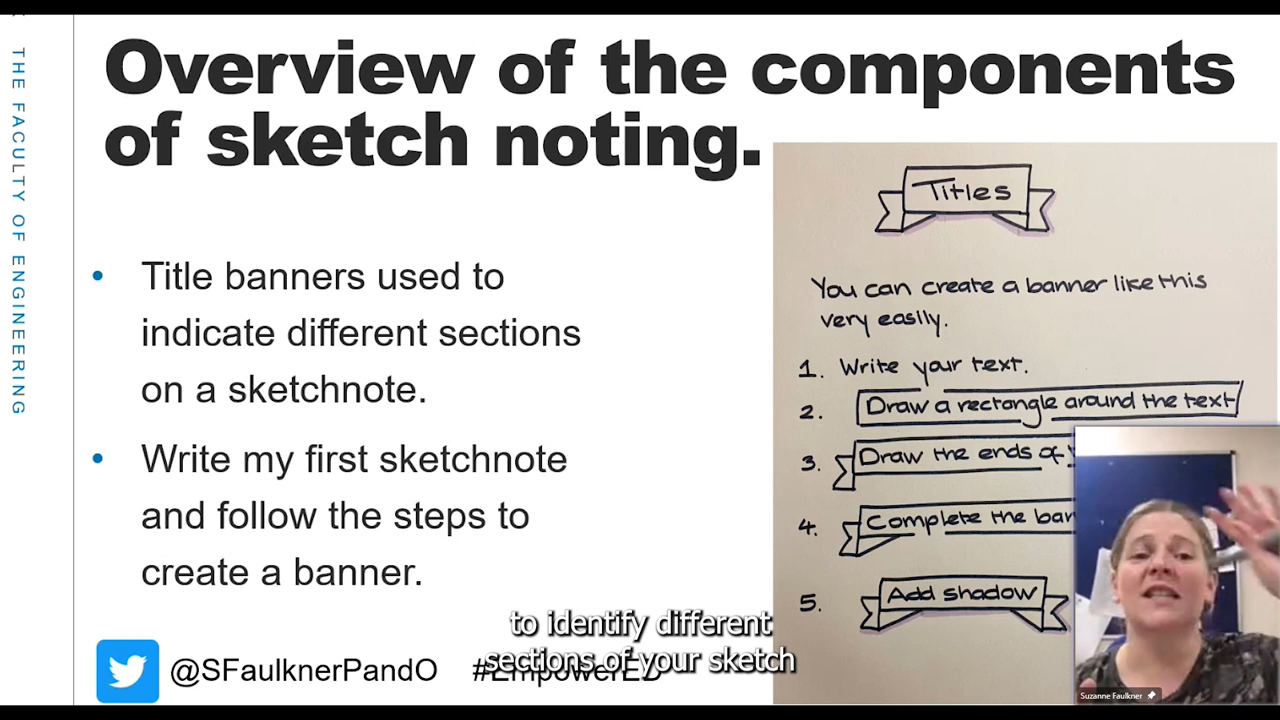 THE FACULTY OF ENGINEERING
Overview of the components
of sketch noting.
• Title banners used to
indicate different sections
on a sketchnote.
• Write my first sketchnote
and follow the steps to
create a banner.
@SFaulknerPandO #EmpowerED
to identify different
sections of your sketch
Titles
You can create a banner like this
very easily.
1. Write your text.
2. Draw a rectangle around the text
3. Draw the ends of
4. Complete the
5. Add shadow
Suzanne Faulkner